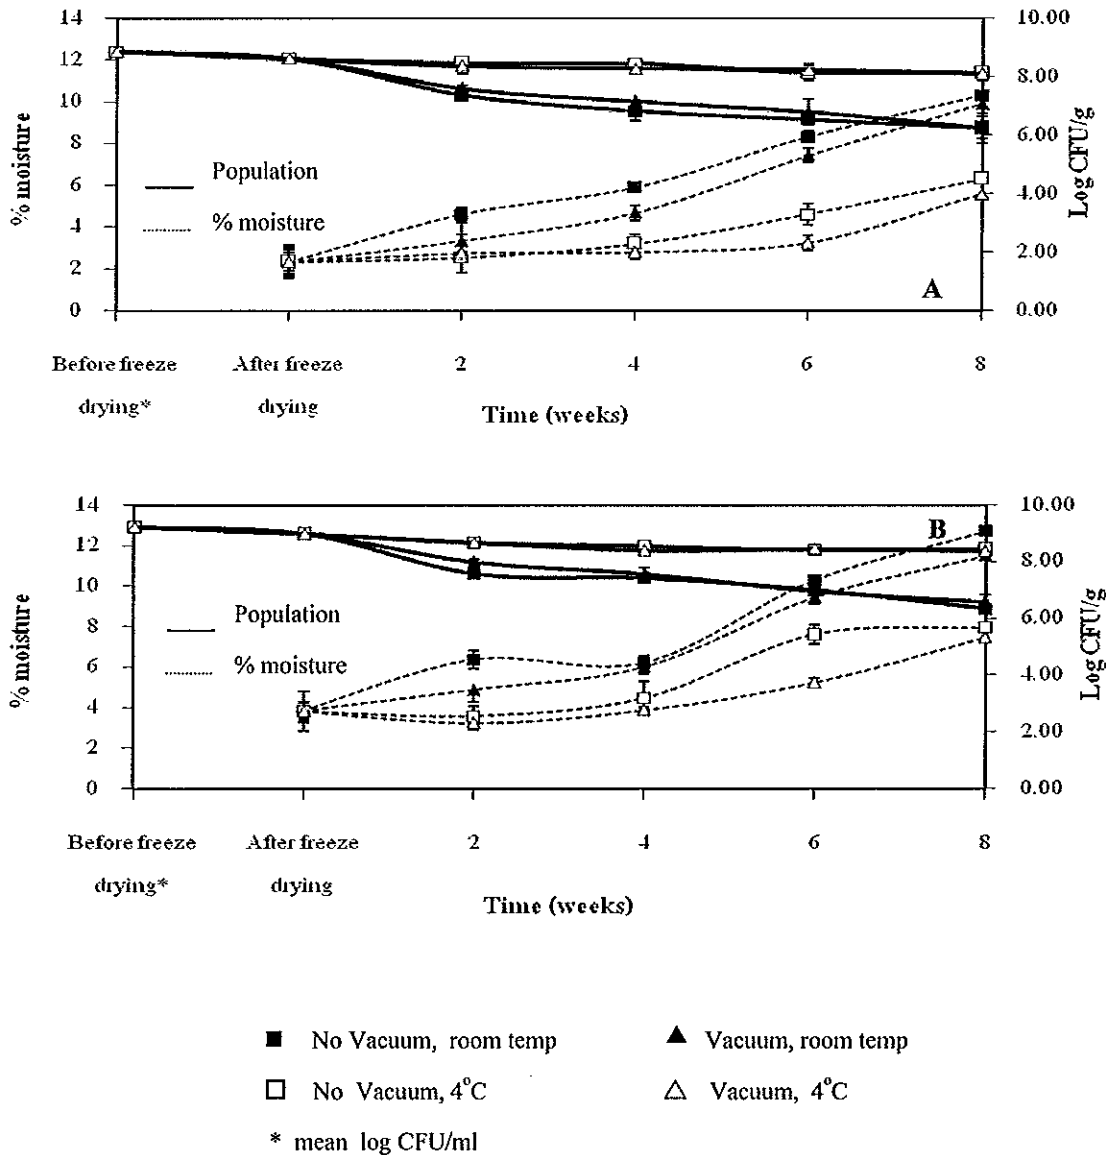 14
12
10
8
6
4
2
0
% moisture
Population
% moisture
10.00
8.00
6.00
4.00
2.00
0.00
Log CFU/g
A
Before freeze drying*
After freeze drying
2
4
6
8
Time (weeks)
14
12
10
8
6
4
2
0
% moisture
Population
% moisture
10.00
8.00
6.00
4.00
2.00
0.00
Log CFU/g
B
Before freeze drying*
After freeze drying
2
4
6
8
Time (weeks)
No Vacuum, room temp
Vacuum, room temp
No Vacuum, 4°C
Vacuum, 4°C
* mean log CFU/ml